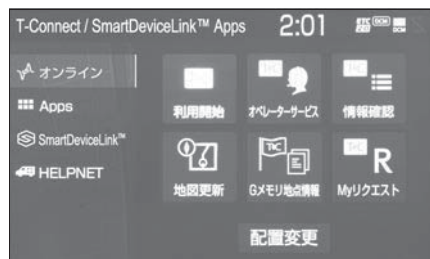 T-Connect / SmartDeviceLink™ Apps 2:01
オンライン
Apps
SmartDeviceLink™
HELPNET
利用開始
オペレーターサービス
情報確認
地図更新
Gメモリ地点情報
Myリクエスト
配置変更